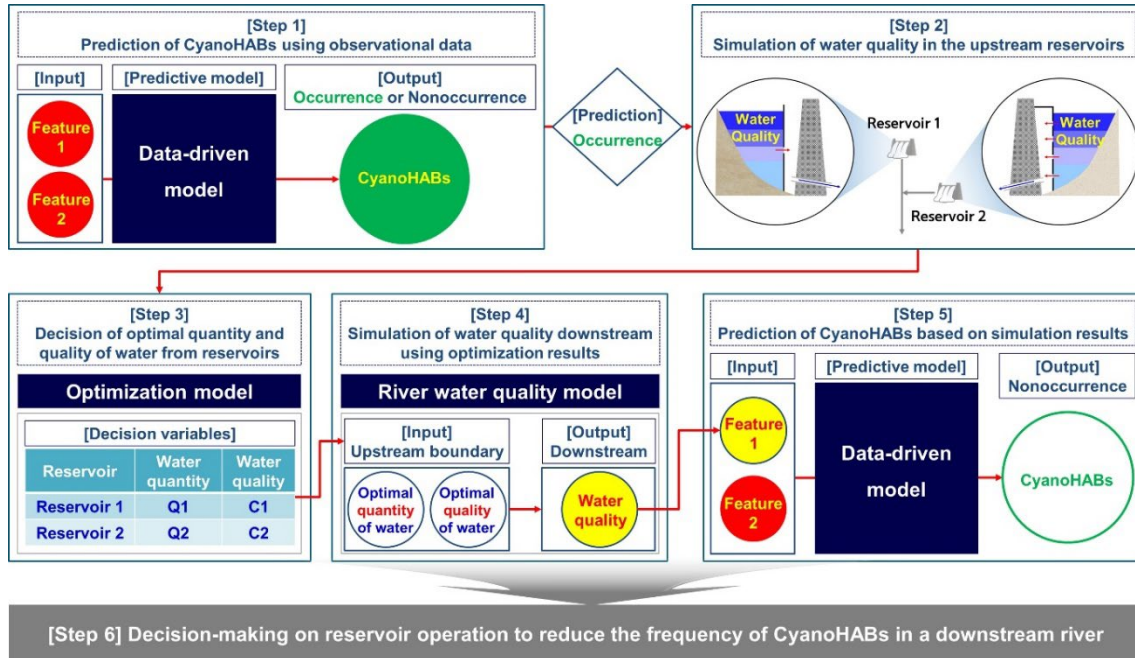 [Step 1]
Prediction of CyanoHABs using observational data
[Input]
[Predictive model]
[Output]
Occurrence or Nonoccurrence
Feature
1
Feature
2
Data-driven
model
CyanoHABs
[Prediction]
Occurrence
[Step 2]
Simulation of water quality in the upstream reservoirs
Water
Quality
Reservoir 1
Reservoir 2
Water
Quality
[Step 3]
Decision of optimal quantity and
quality of water from reservoirs
Optimization model
[Decision variables]
Reservoir Water quantity Water quality
Reservoir 1 Q1 C1
Reservoir 2 Q2 C2
[Step 4]
Simulation of water quality downstream
using optimization results
River water quality model
[Input]
Upstream boundary
[Output]
Downstream
Optimal
quantity
of water
Optimal
quality
of water
Water
quality
[Step 5]
Prediction of CyanoHABs based on simulation results
[Input]
[Predictive model]
[Output]
Nonoccurrence
Feature
1
Feature
2
Data-driven
model
CyanoHABs
[Step 6] Decision-making on reservoir operation to reduce the frequency of CyanoHABs in a downstream river